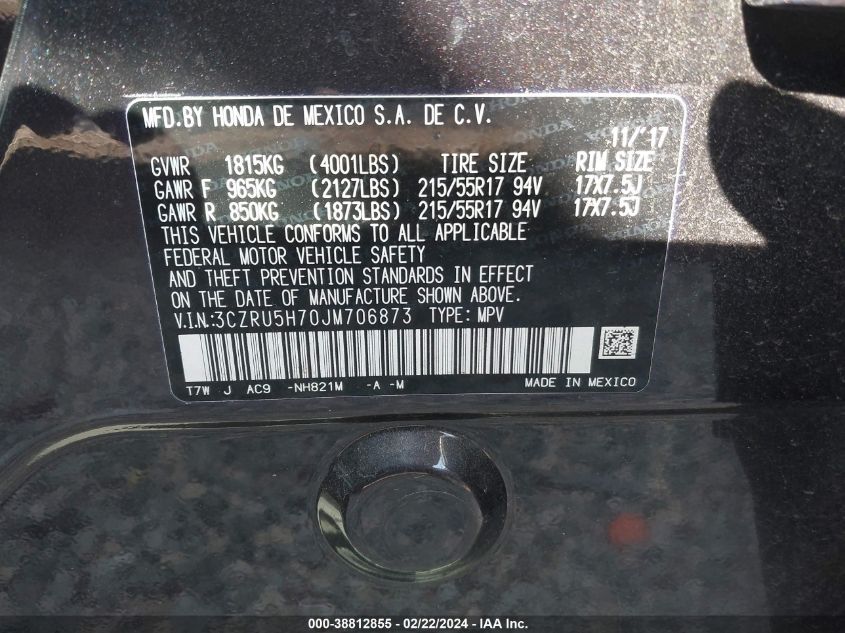 MFD.BY HONDA DE MEXICO S.A. DE C.V.
11/'17
GVWR 1815KG (4001LBS) TIRE SIZE RIM SIZE
GAWR F 965KG (2127LBS) 215/55R17 94V 17X7.5J
GAWR R 850KG (1873LBS) 215/55R17 94V 17X7.5J
THIS VEHICLE CONFORMS TO ALL APPLICABLE
FEDERAL MOTOR VEHICLE SAFETY
AND THEFT PREVENTION STANDARDS IN EFFECT
ON THE DATE OF MANUFACTURE SHOWN ABOVE.
V.I.N.:3CZRU5H70JM706873 TYPE: MPV
T7W J AC9 -NH821M -A -M MADE IN MEXICO
000-38812855 - 02/22/2024 - IAA Inc.